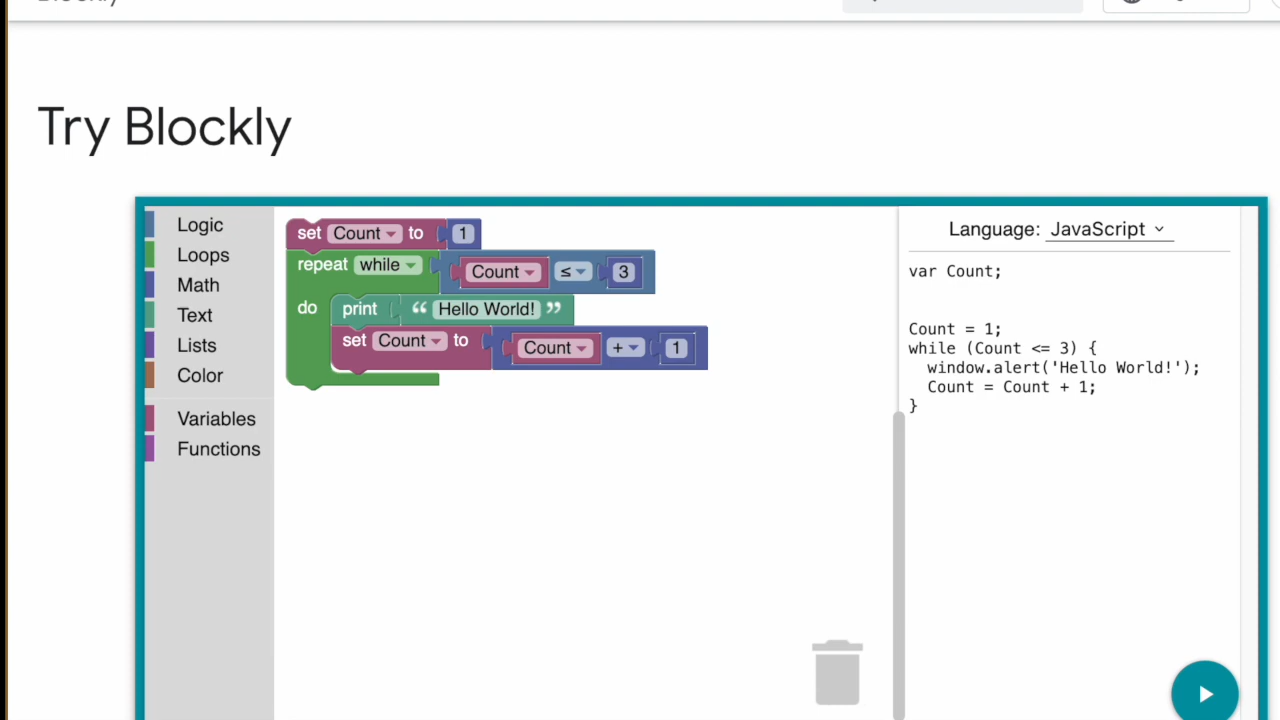 Blockly
Try Blockly
Logic
Loops
Math
Text
Lists
Color
Variables
Functions
set Count to 1
repeat while Count ≤ 3
do print “ Hello World! ”
set Count to Count + 1
Language: JavaScript
var Count;
Count = 1;
while (Count <= 3) {
window.alert('Hello World!');
Count = Count + 1;
}